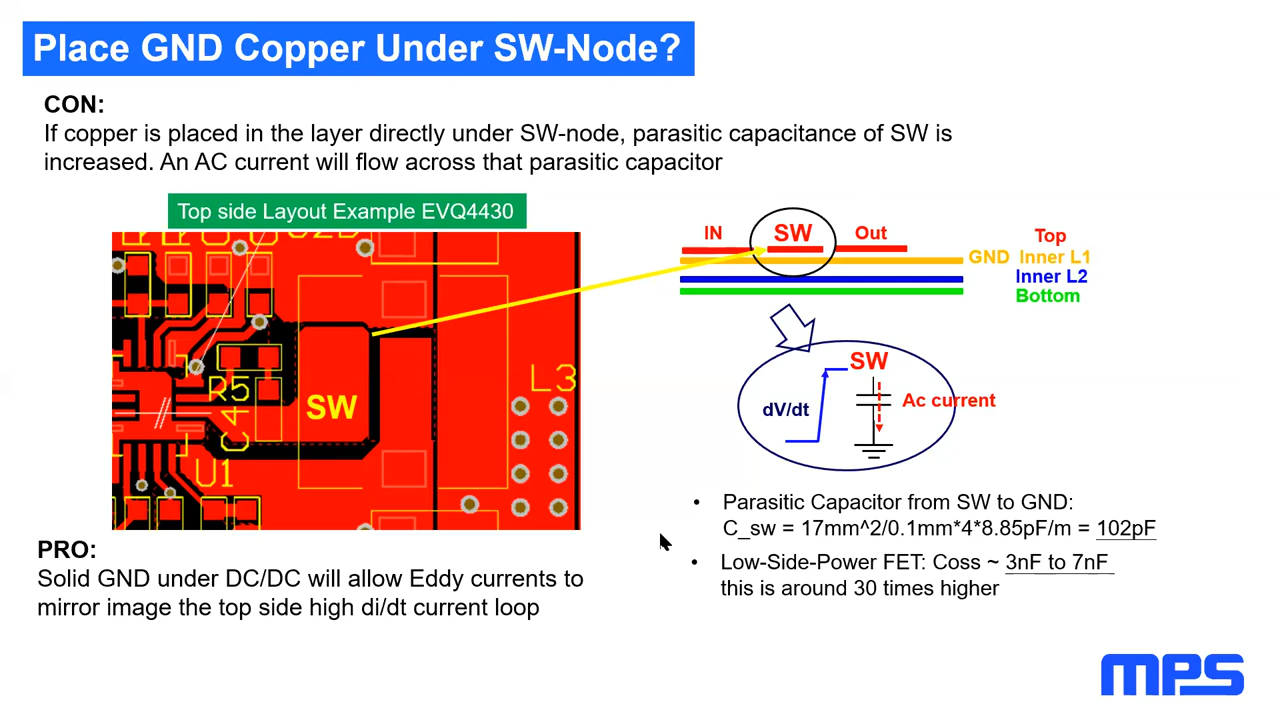 Place GND Copper Under SW-Node?
CON:
If copper is placed in the layer directly under SW-node, parasitic capacitance of SW is
increased. An AC current will flow across that parasitic capacitor
Top side Layout Example EVQ4430
R5
C4
SW
U1
L3
IN
SW
Out
Top
GND Inner L1
Inner L2
Bottom
SW
dV/dt
Ac current
• Parasitic Capacitor from SW to GND:
C_sw = 17mm^2/0.1mm*4*8.85pF/m = 102pF
• Low-Side-Power FET: Coss ~ 3nF to 7nF
this is around 30 times higher
PRO:
Solid GND under DC/DC will allow Eddy currents to
mirror image the top side high di/dt current loop
mps